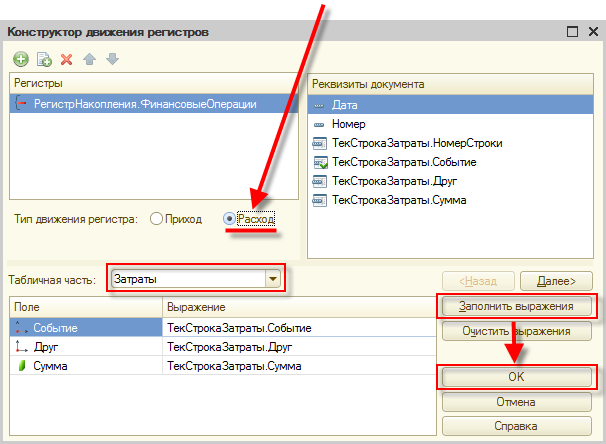 Конструктор движения регистров
Регистры
РегистрНакопления.ФинансовыеОперации
Реквизиты документа
Дата
Номер
ТекСтрокаЗатраты.НомерСтроки
ТекСтрокаЗатраты.Событие
ТекСтрокаЗатраты.Друг
ТекСтрокаЗатраты.Сумма
Тип движения регистра: Приход Расход
Табличная часть: Затраты
<Назад Далее>
Поле Выражение
Событие ТекСтрокаЗатраты.Событие
Друг ТекСтрокаЗатраты.Друг
Сумма ТекСтрокаЗатраты.Сумма
Заполнить выражения
Очистить выражения
OK
Отмена
Справка